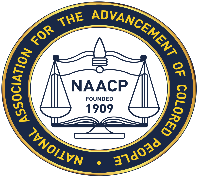 NATIONAL ASSOCIATION FOR THE ADVANCEMENT OF COLORED PEOPLE
NAACP
FOUNDED
1909